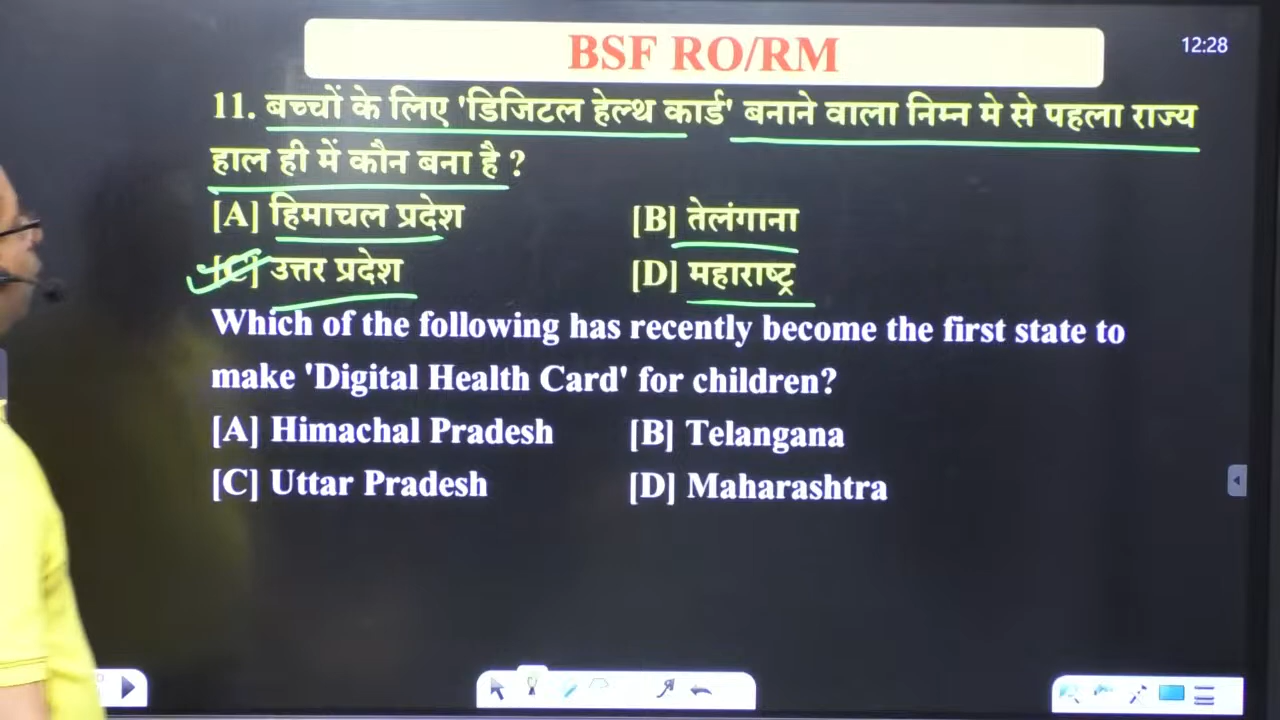 BSF RO/RM
12:28
11. बच्चों के लिए 'डिजिटल हेल्थ कार्ड' बनाने वाला निम्न मे से पहला राज्य
हाल ही में कौन बना है ?
[A] हिमाचल प्रदेश [B] तेलंगाना
[C] उत्तर प्रदेश [D] महाराष्ट्र
Which of the following has recently become the first state to
make 'Digital Health Card' for children?
[A] Himachal Pradesh [B] Telangana
[C] Uttar Pradesh [D] Maharashtra